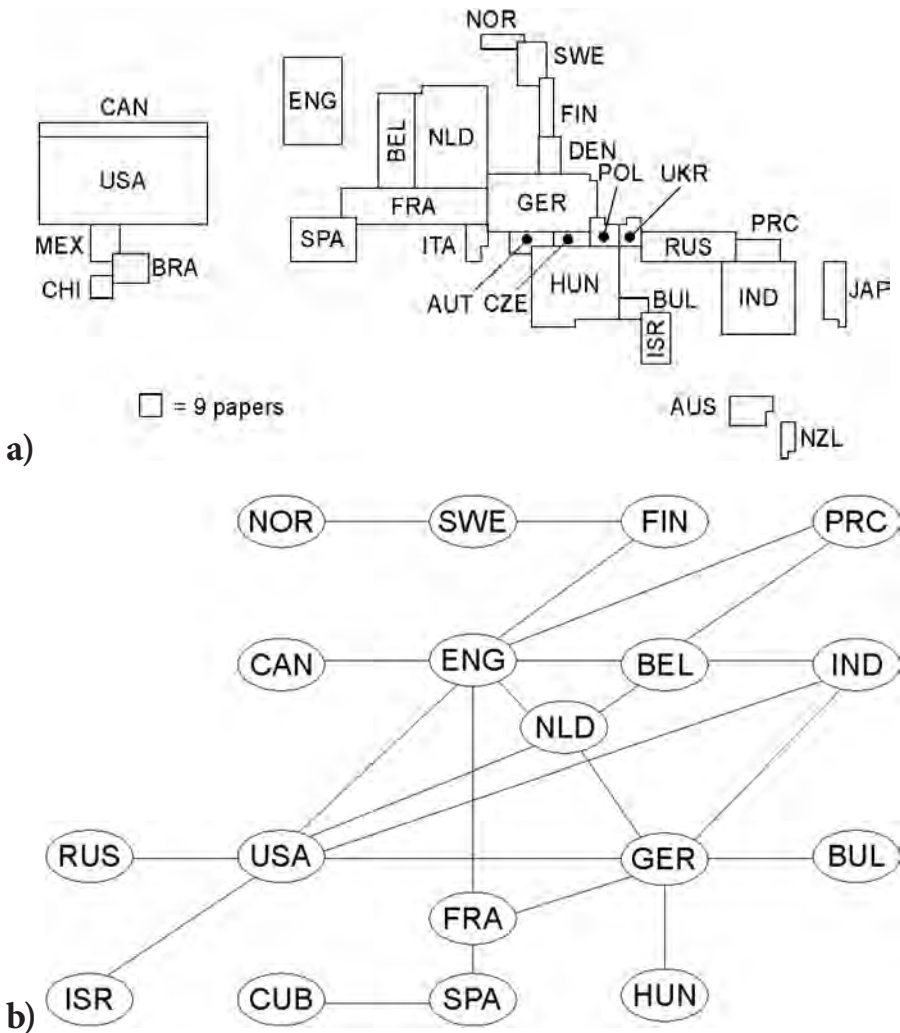 NOR
SWE
CAN
ENG
BEL
NLD
FIN
DEN
POL
UKR
USA
FRA
GER
PRC
MEX
SPA
ITA
RUS
BRA
CHI
AUT
CZE
HUN
BUL
IND
JAP
ISR
= 9 papers
AUS
NZL
a)
NOR SWE FIN PRC
CAN ENG BEL IND
NLD
RUS USA GER BUL
FRA
ISR CUB SPA HUN
b)